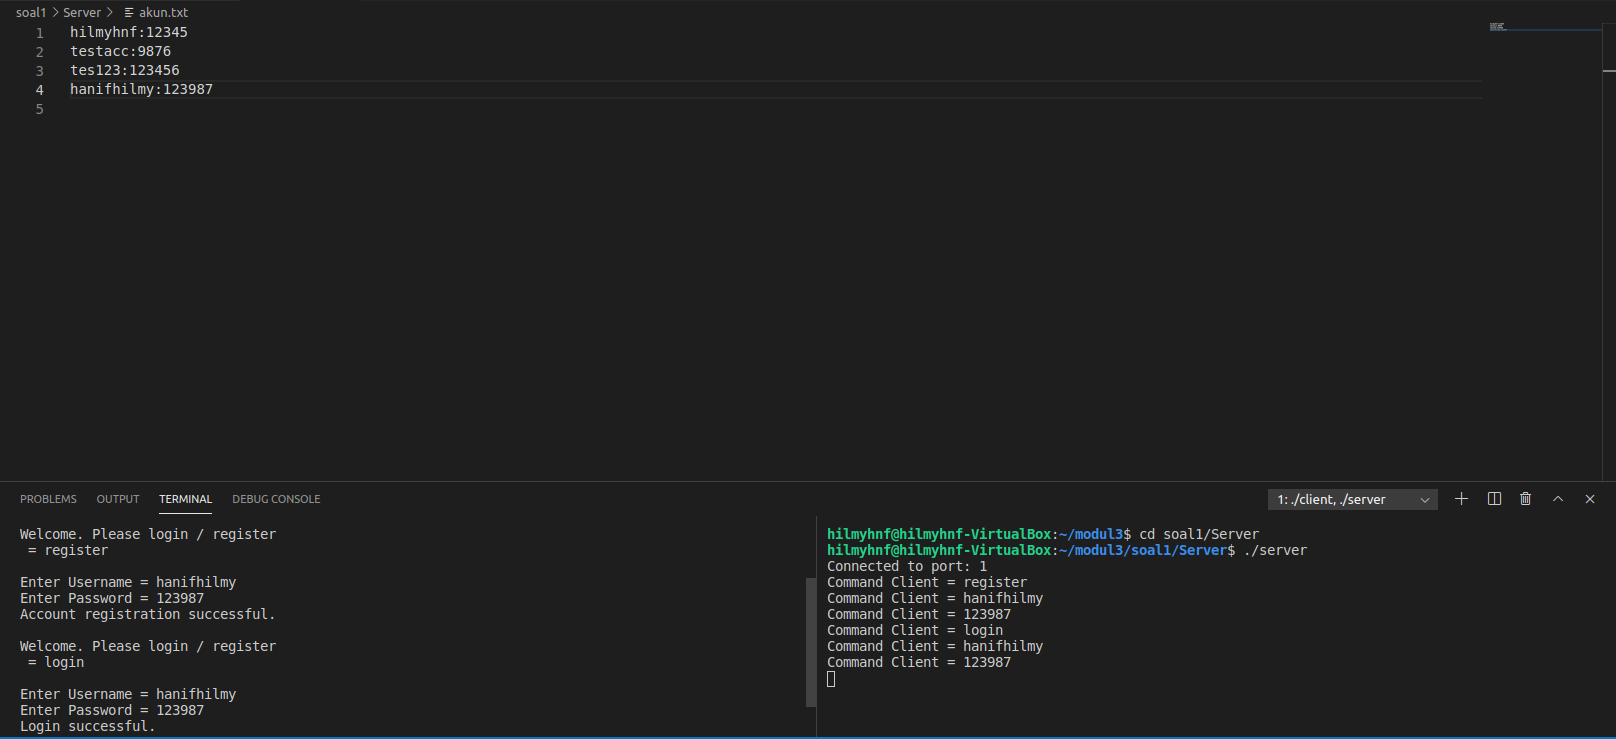 soal1 > Server > akun.txt
1 hilmyhnf:12345
2 testacc:9876
3 tes123:123456
4 hanifhilmy:123987
5
PROBLEMS OUTPUT TERMINAL DEBUG CONSOLE
1: ./client, ./server
Welcome. Please login / register
= register
Enter Username = hanifhilmy
Enter Password = 123987
Account registration successful.
Welcome. Please login / register
= login
Enter Username = hanifhilmy
Enter Password = 123987
Login successful.
hilmyhnf@hilmyhnf-VirtualBox:~/modul3$ cd soal1/Server
hilmyhnf@hilmyhnf-VirtualBox:~/modul3/soal1/Server$ ./server
Connected to port: 1
Command Client = register
Command Client = hanifhilmy
Command Client = 123987
Command Client = login
Command Client = hanifhilmy
Command Client = 123987